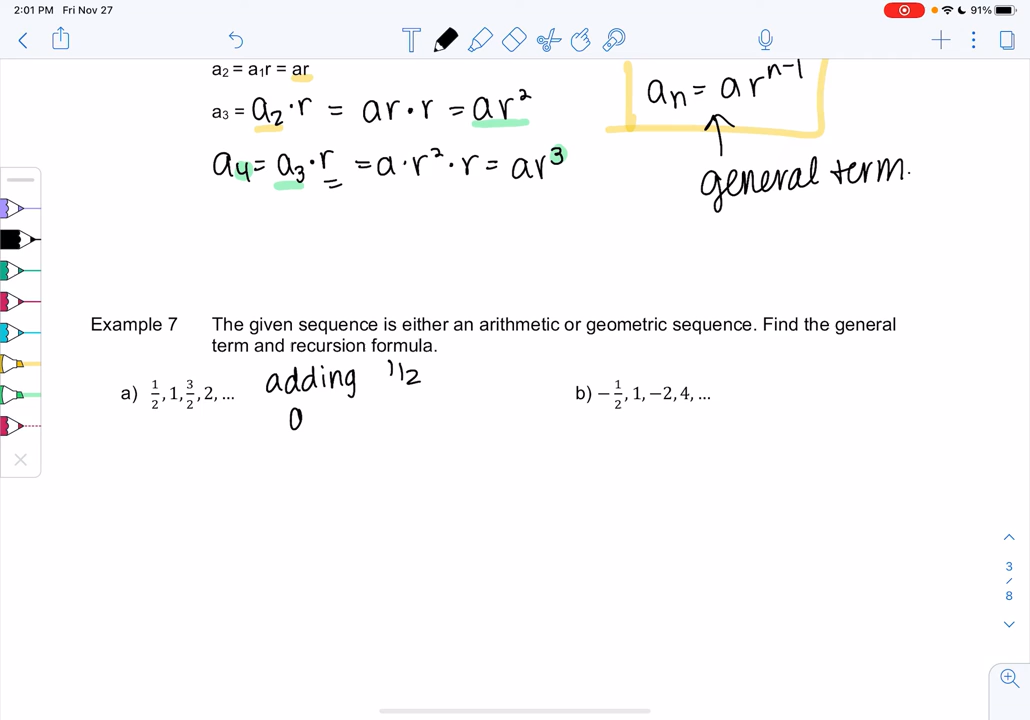 2:01 PM Fri Nov 27
91%
a₂ = a₁r = ar
a₃ = a₂ · r = ar · r = ar²
a₄ = a₃ · r = a · r² · r = ar³
aₙ = ar^(n-1)
general term.
Example 7 The given sequence is either an arithmetic or geometric sequence. Find the general
term and recursion formula.
a) 1/2, 1, 3/2, 2, ... adding 1/2
a
b) −1/2, 1, −2, 4, ...
3
/
8